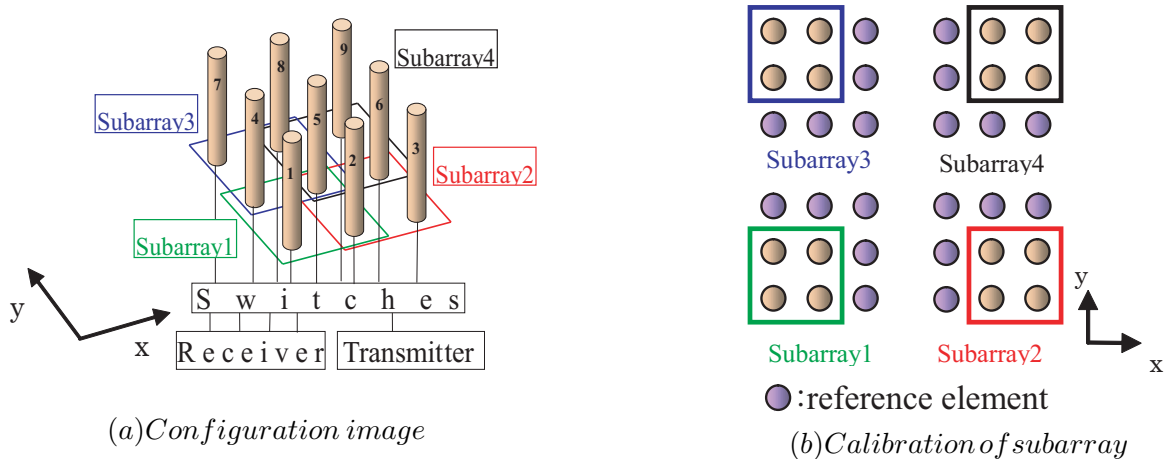 9
8
7
Subarray4
6
5
4
Subarray3
3
2
1
Subarray2
Subarray1
S w i t c h e s
y
x
Receiver
Transmitter
(a)Configuration image
Subarray3
Subarray4
y
Subarray1
Subarray2
x
:reference element
(b)Calibration of subarray